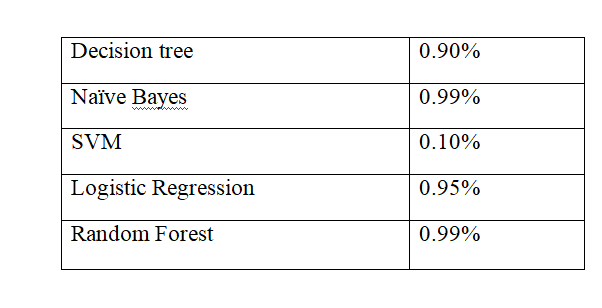 Decision tree 0.90%
Naïve Bayes 0.99%
SVM 0.10%
Logistic Regression 0.95%
Random Forest 0.99%